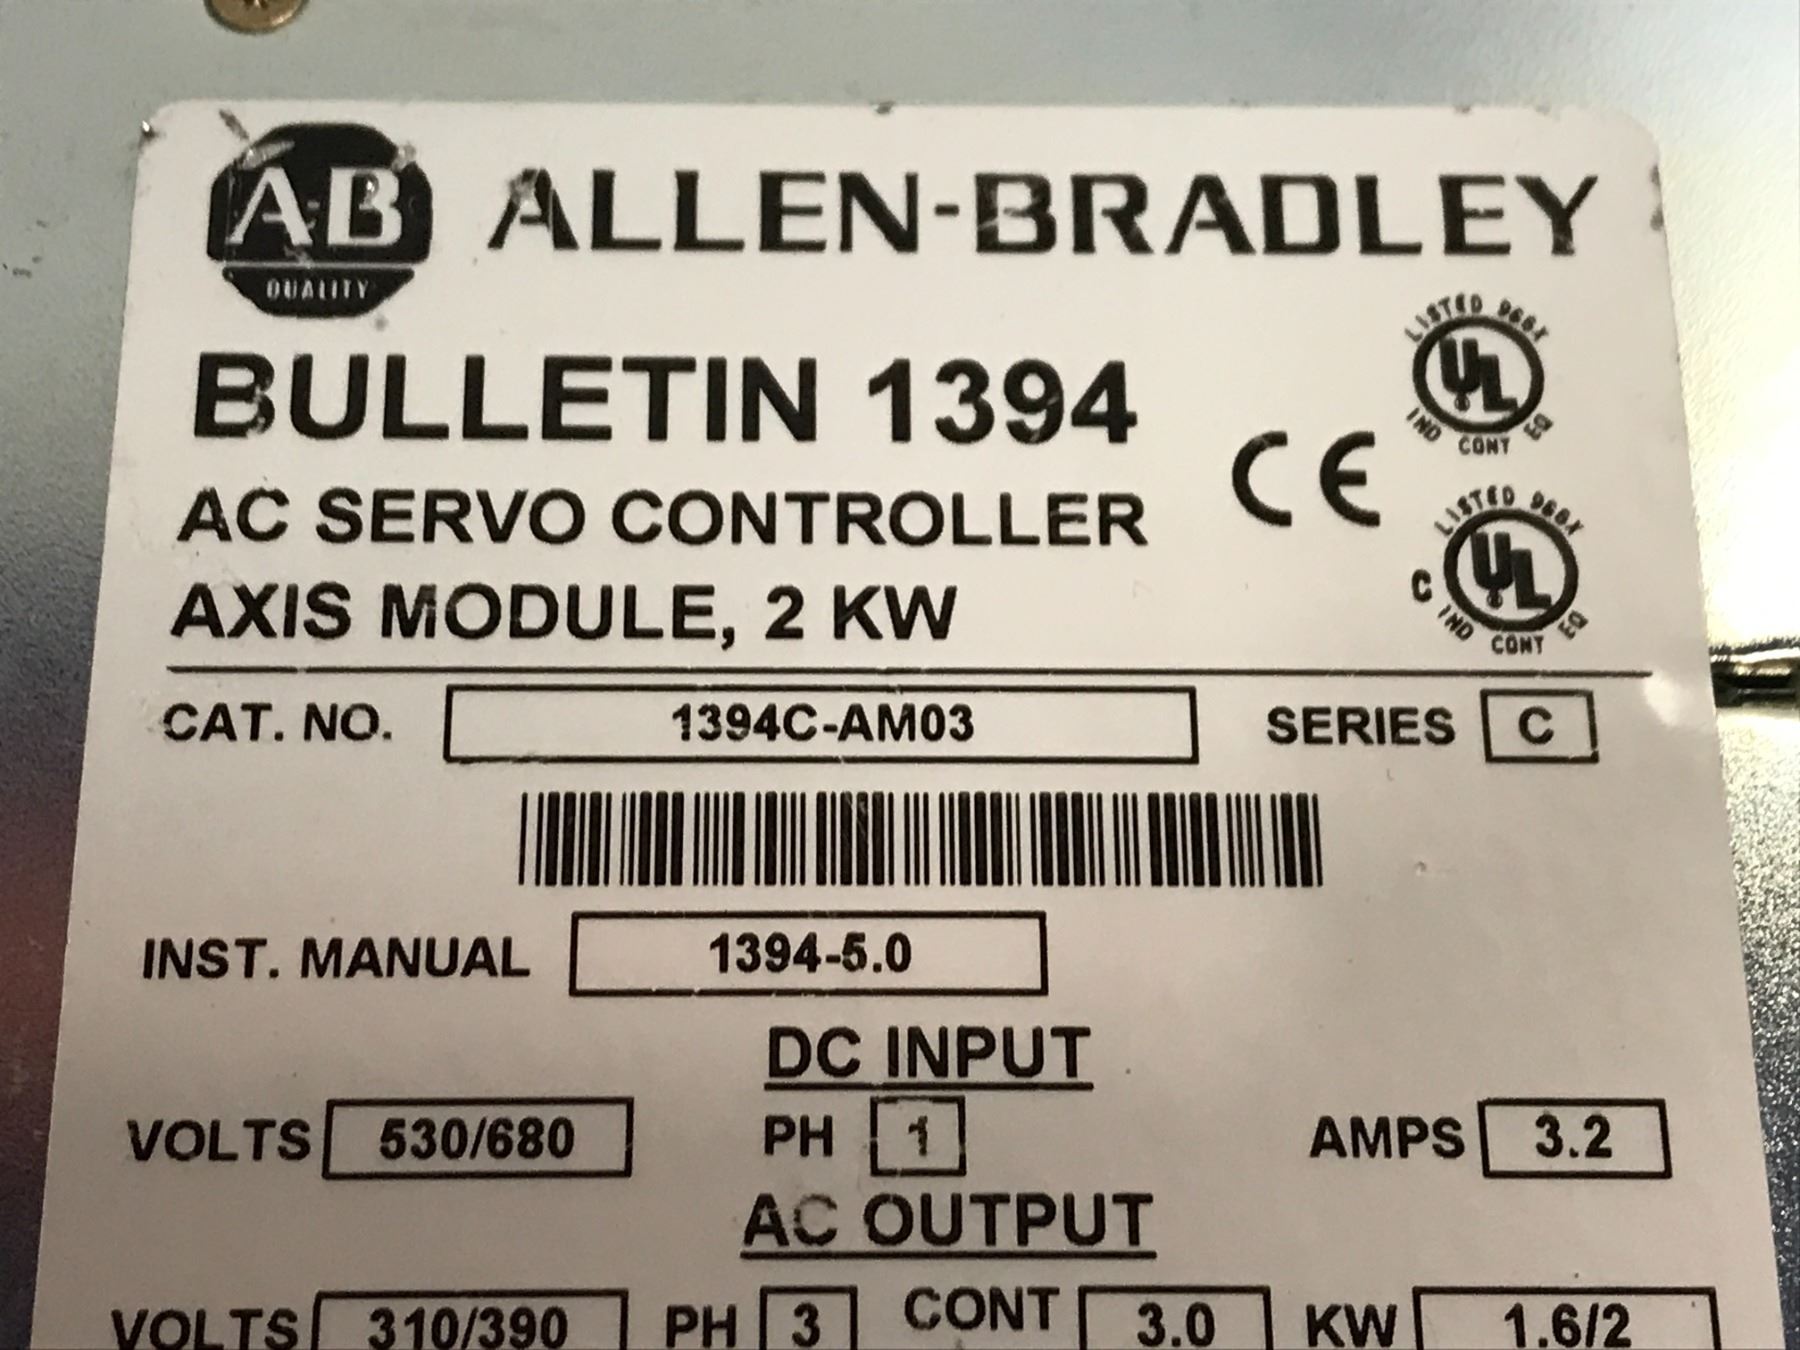 AB
QUALITY
ALLEN-BRADLEY
BULLETIN 1394
AC SERVO CONTROLLER
AXIS MODULE, 2 KW
CE
LISTED 966X
UL
IND CONT EQ
LISTED 966X
C UL
IND CONT EQ
CAT. NO. 1394C-AM03 SERIES C
INST. MANUAL 1394-5.0
DC INPUT
VOLTS 530/680 PH 1 AMPS 3.2
AC OUTPUT
VOLTS 310/390 PH 3 CONT 3.0 KW 1.6/2